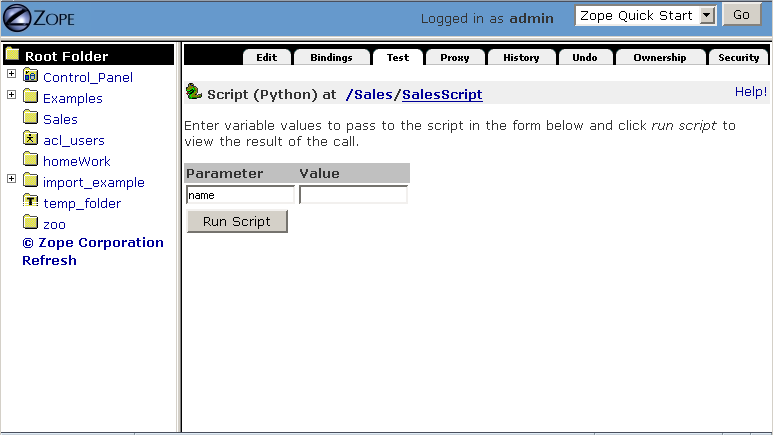 ZOPE
Logged in as admin
Zope Quick Start
Go
Root Folder
Control_Panel
Examples
Sales
acl_users
homeWork
import_example
temp_folder
zoo
© Zope Corporation
Refresh
Edit Bindings Test Proxy History Undo Ownership Security
Script (Python) at /Sales/SalesScript Help!
Enter variable values to pass to the script in the form below and click run script to
view the result of the call.
Parameter Value
name
Run Script